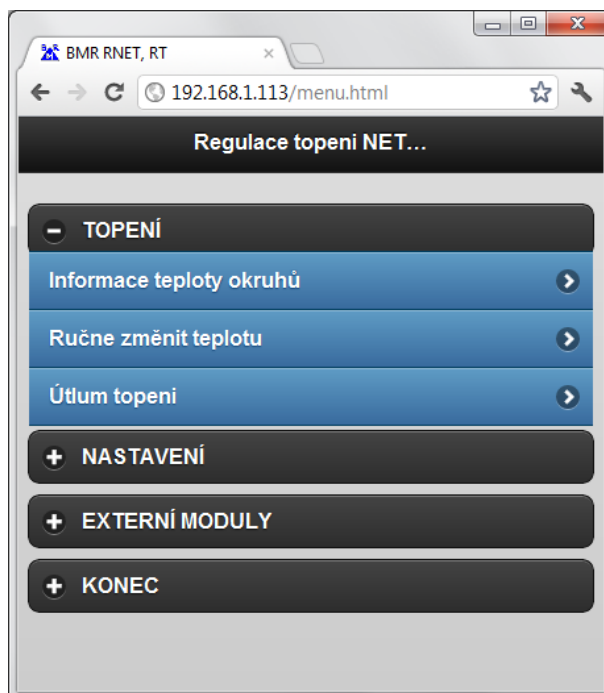 BMR RNET, RT
192.168.1.113/menu.html
Regulace topeni NET...
TOPENÍ
Informace teploty okruhů
Ručne změnit teplotu
Útlum topeni
NASTAVENÍ
EXTERNÍ MODULY
KONEC